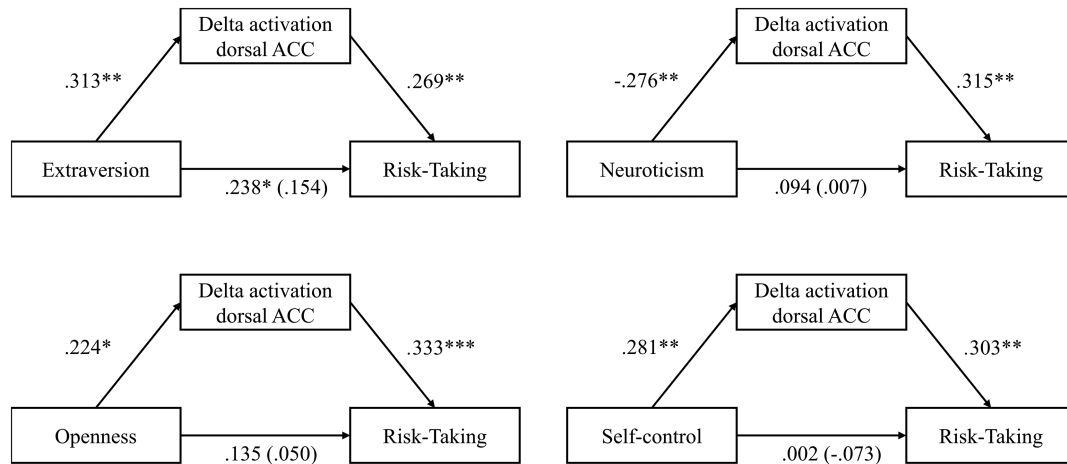 Delta activation
dorsal ACC
.313**
.269**
Extraversion
Risk-Taking
.238* (.154)
Delta activation
dorsal ACC
-.276**
.315**
Neuroticism
Risk-Taking
.094 (.007)
Delta activation
dorsal ACC
.224*
.333***
Openness
Risk-Taking
.135 (.050)
Delta activation
dorsal ACC
.281**
.303**
Self-control
Risk-Taking
.002 (-.073)